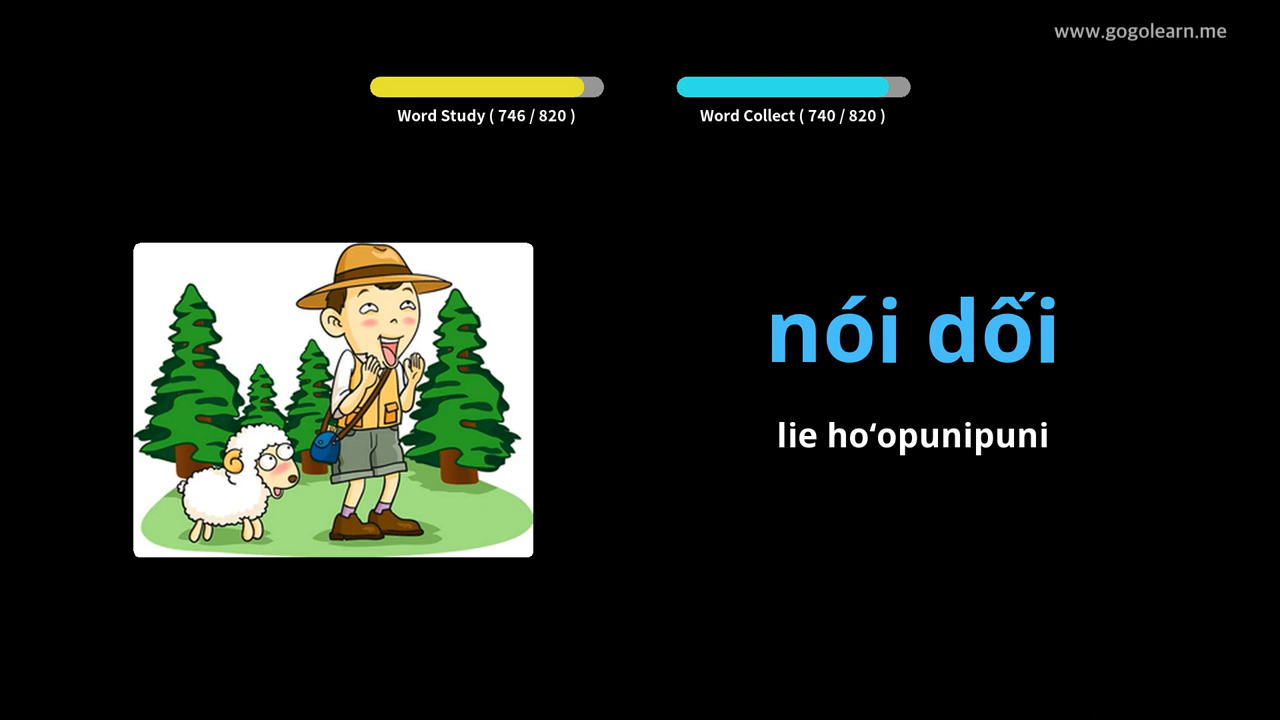 www.gogolearn.me
Word Study ( 746 / 820 )
Word Collect ( 740 / 820 )
nói dối
lie hoʻopunipuni